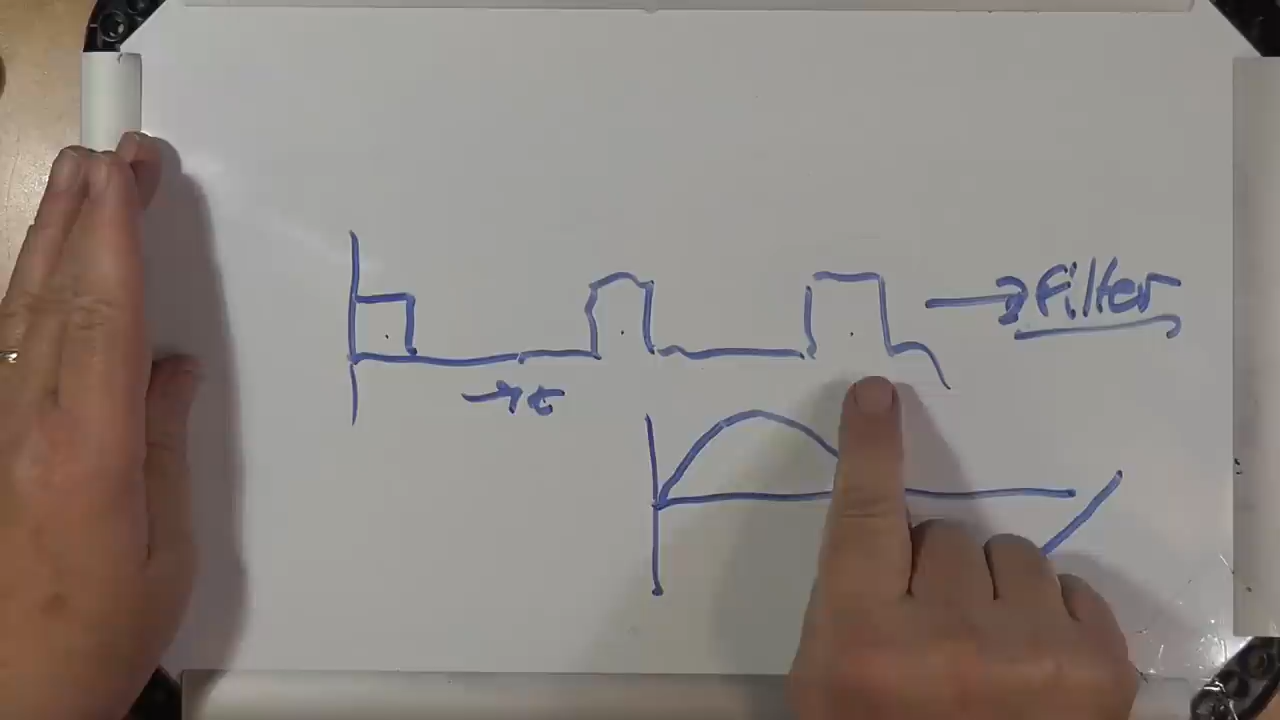 → Filter
→ t